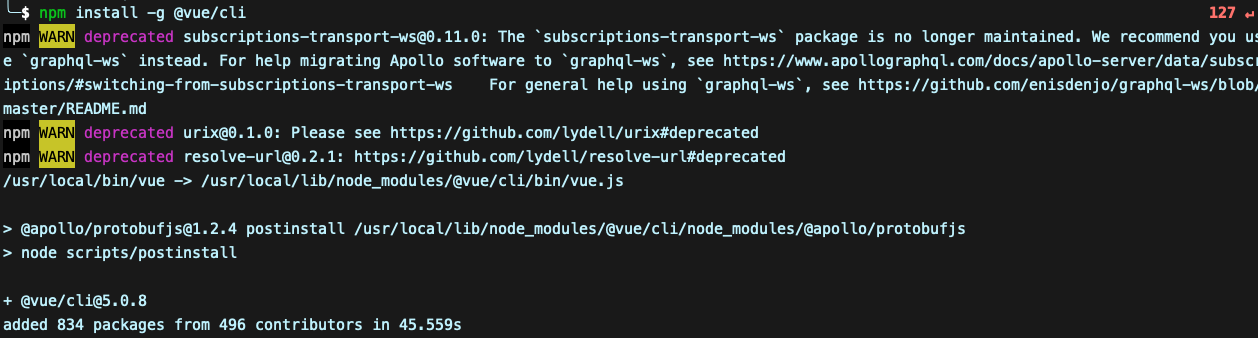 ╰─$ npm install -g @vue/cli 127 ↵
npm WARN deprecated subscriptions-transport-ws@0.11.0: The `subscriptions-transport-ws` package is no longer maintained. We recommend you us
e `graphql-ws` instead. For help migrating Apollo software to `graphql-ws`, see https://www.apollographql.com/docs/apollo-server/data/subscr
iptions/#switching-from-subscriptions-transport-ws    For general help using `graphql-ws`, see https://github.com/enisdenjo/graphql-ws/blob/
master/README.md
npm WARN deprecated urix@0.1.0: Please see https://github.com/lydell/urix#deprecated
npm WARN deprecated resolve-url@0.2.1: https://github.com/lydell/resolve-url#deprecated
/usr/local/bin/vue -> /usr/local/lib/node_modules/@vue/cli/bin/vue.js
> @apollo/protobufjs@1.2.4 postinstall /usr/local/lib/node_modules/@vue/cli/node_modules/@apollo/protobufjs
> node scripts/postinstall
+ @vue/cli@5.0.8
added 834 packages from 496 contributors in 45.559s